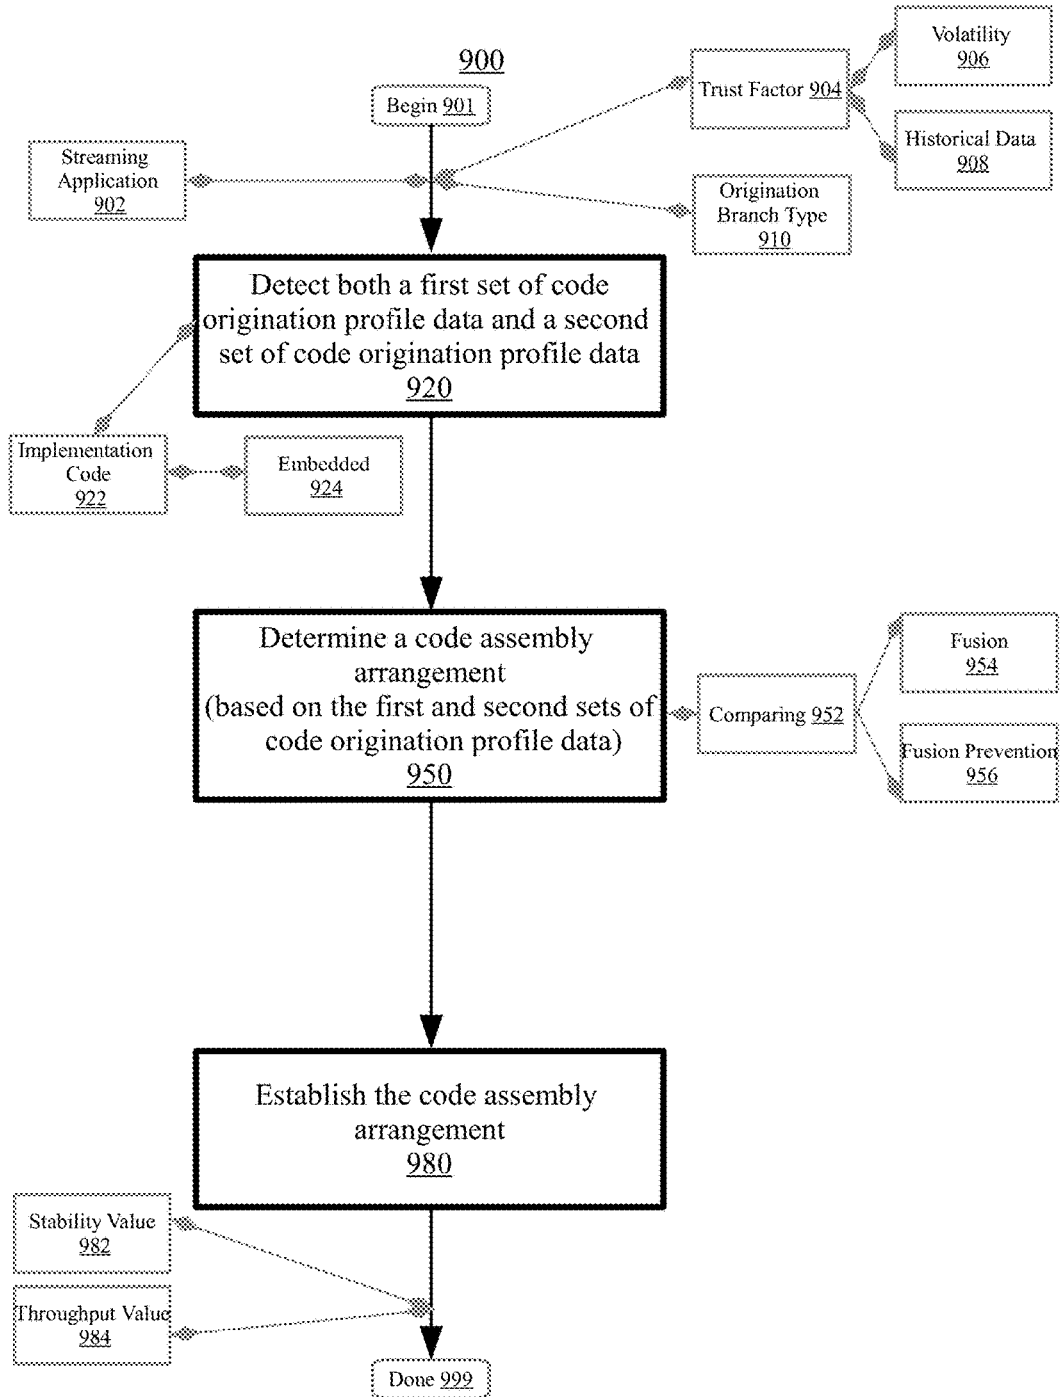 900
Begin 901
Volatility
906
Trust Factor 904
Historical Data
908
Streaming
Application
902
Origination
Branch Type
910
Detect both a first set of code
origination profile data and a second
set of code origination profile data
920
Implementation
Code
922
Embedded
924
Determine a code assembly
arrangement
(based on the first and second sets of
code origination profile data)
950
Comparing 952
Fusion
954
Fusion Prevention
956
Establish the code assembly
arrangement
980
Stability Value
982
Throughput Value
984
Done 999